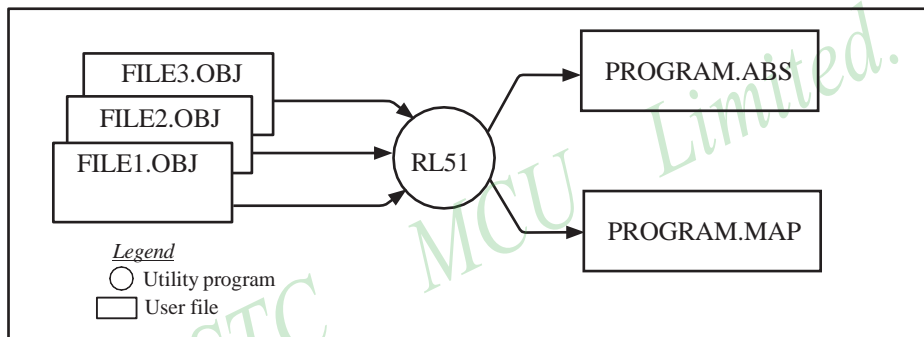 FILE3.OBJ
FILE2.OBJ
FILE1.OBJ
RL51
PROGRAM.ABS
PROGRAM.MAP
Legend
Utility program
User file
STC MCU Limited.